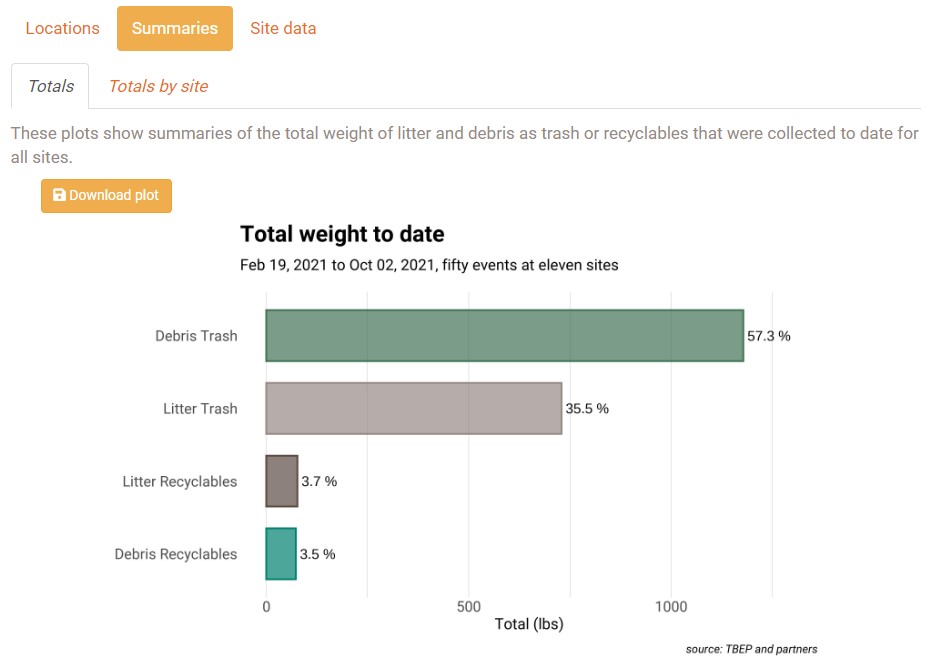 Locations Summaries Site data
Totals Totals by site
These plots show summaries of the total weight of litter and debris as trash or recyclables that were collected to date for
all sites.
Download plot
Total weight to date
Feb 19, 2021 to Oct 02, 2021, fifty events at eleven sites
Debris Trash 57.3 %
Litter Trash 35.5 %
Litter Recyclables 3.7 %
Debris Recyclables 3.5 %
0 500 1000
Total (lbs)
source: TBEP and partners